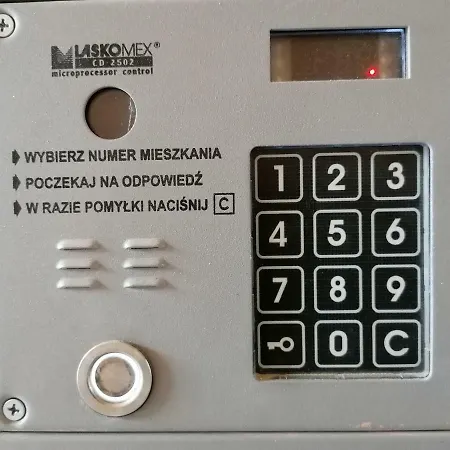 LASKOMEX®
CD-2502
microprocessor control
WYBIERZ NUMER MIESZKANIA
POCZEKAJ NA ODPOWIEDŹ
W RAZIE POMYŁKI NACIŚNIJ C
1 2 3
4 5 6
7 8 9
0 C